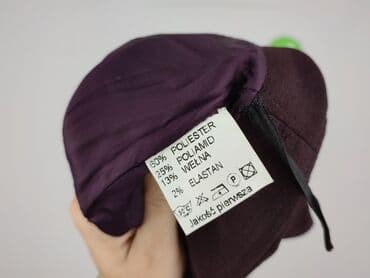 60% POLIESTER
25% POLIAMID
13% WEŁNA
2% ELASTAN
P
Jakość pierwsza